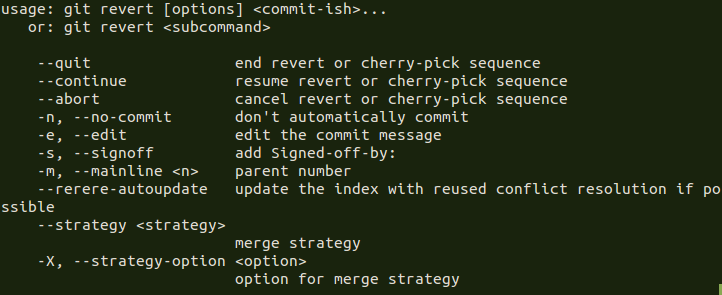 usage: git revert [options] <commit-ish>...
   or: git revert <subcommand>

    --quit                end revert or cherry-pick sequence
    --continue            resume revert or cherry-pick sequence
    --abort               cancel revert or cherry-pick sequence
    -n, --no-commit       don't automatically commit
    -e, --edit            edit the commit message
    -s, --signoff         add Signed-off-by:
    -m, --mainline <n>    parent number
    --rerere-autoupdate   update the index with reused conflict resolution if po
ssible
    --strategy <strategy>
                          merge strategy
    -X, --strategy-option <option>
                          option for merge strategy